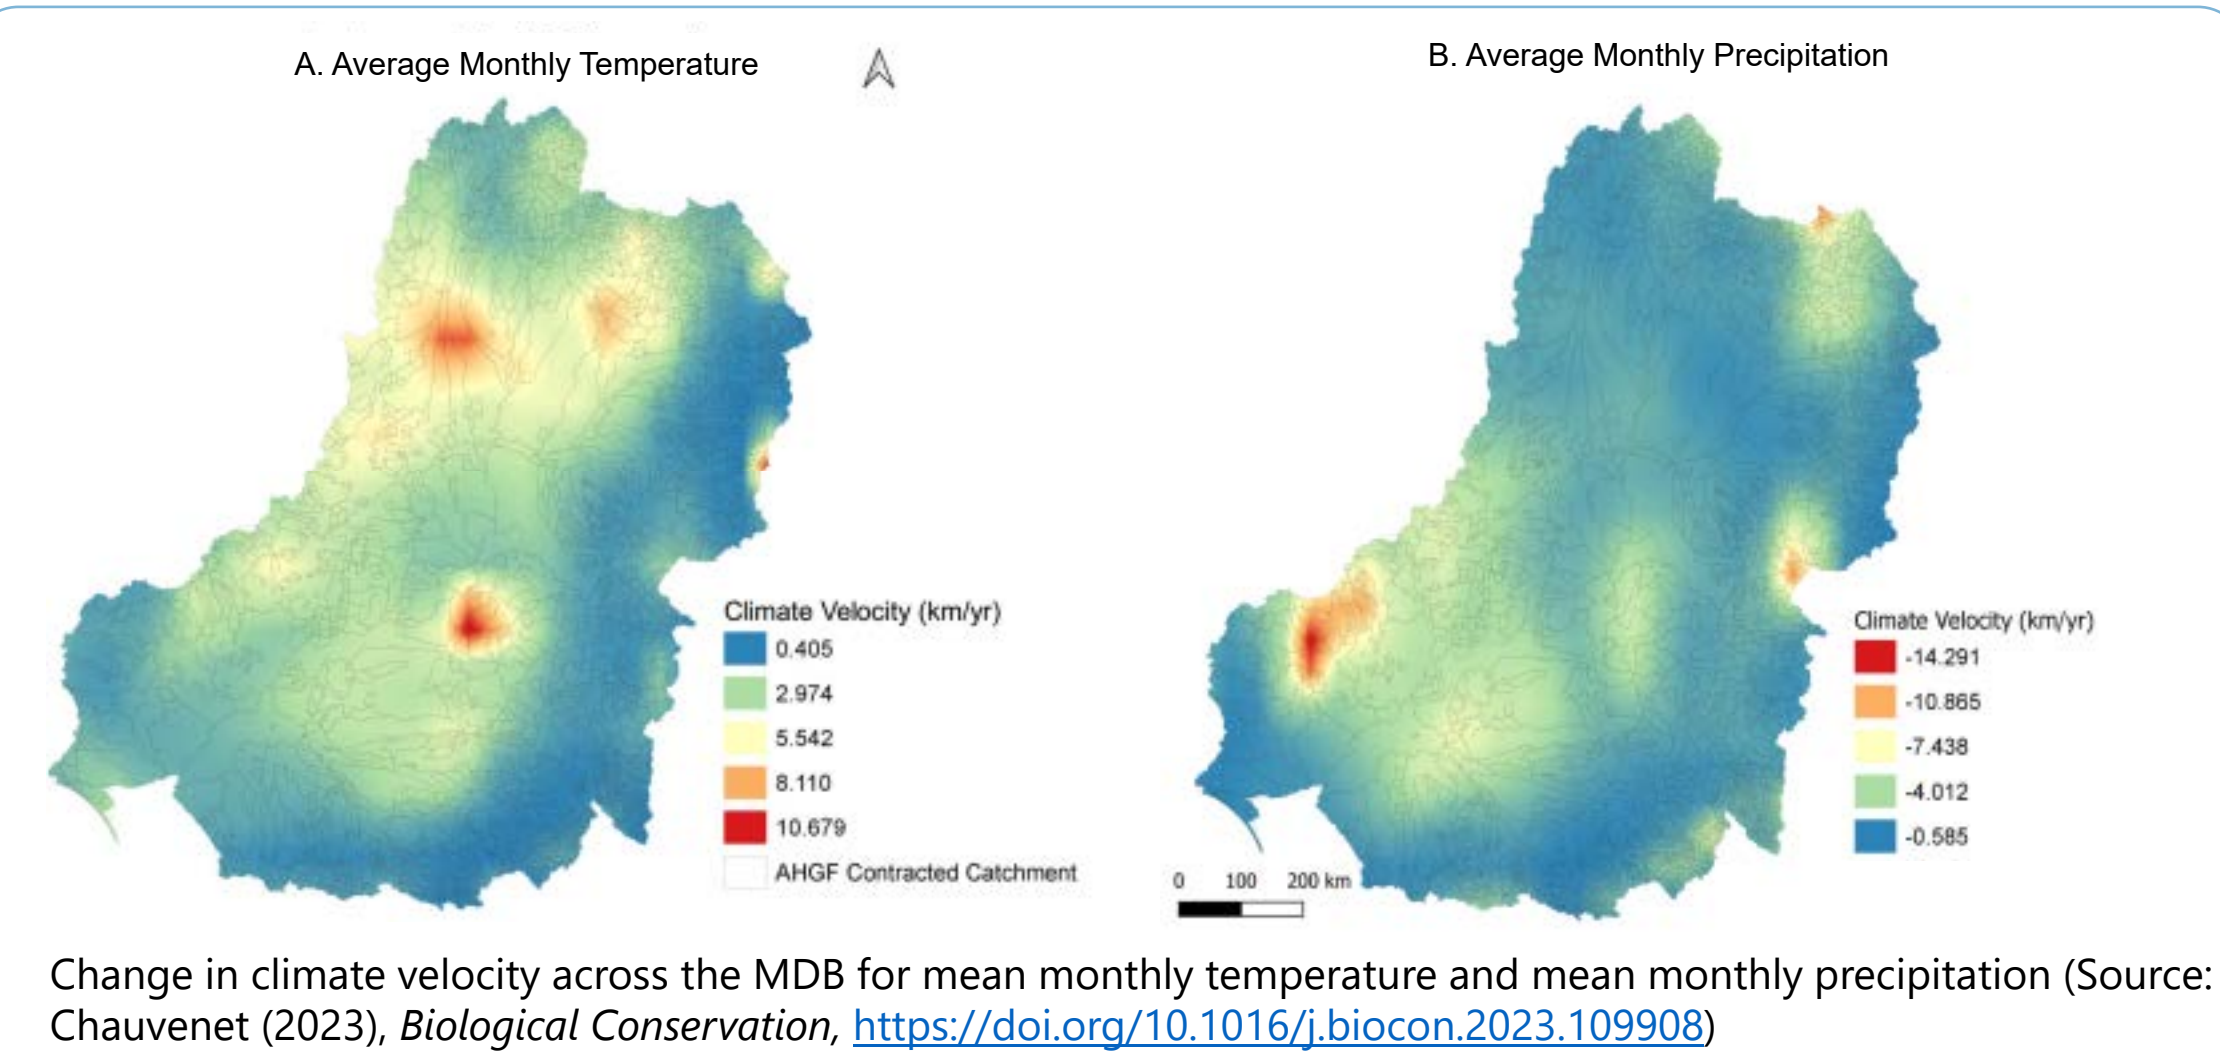 A. Average Monthly Temperature
B. Average Monthly Precipitation
Climate Velocity (km/yr)
0.405
2.974
5.542
8.110
10.679
AHGF Contracted Catchment
Climate Velocity (km/yr)
-14.291
-10.865
-7.438
-4.012
-0.585
0 100 200 km
Change in climate velocity across the MDB for mean monthly temperature and mean monthly precipitation (Source:
Chauvenet (2023), Biological Conservation, https://doi.org/10.1016/j.biocon.2023.109908)